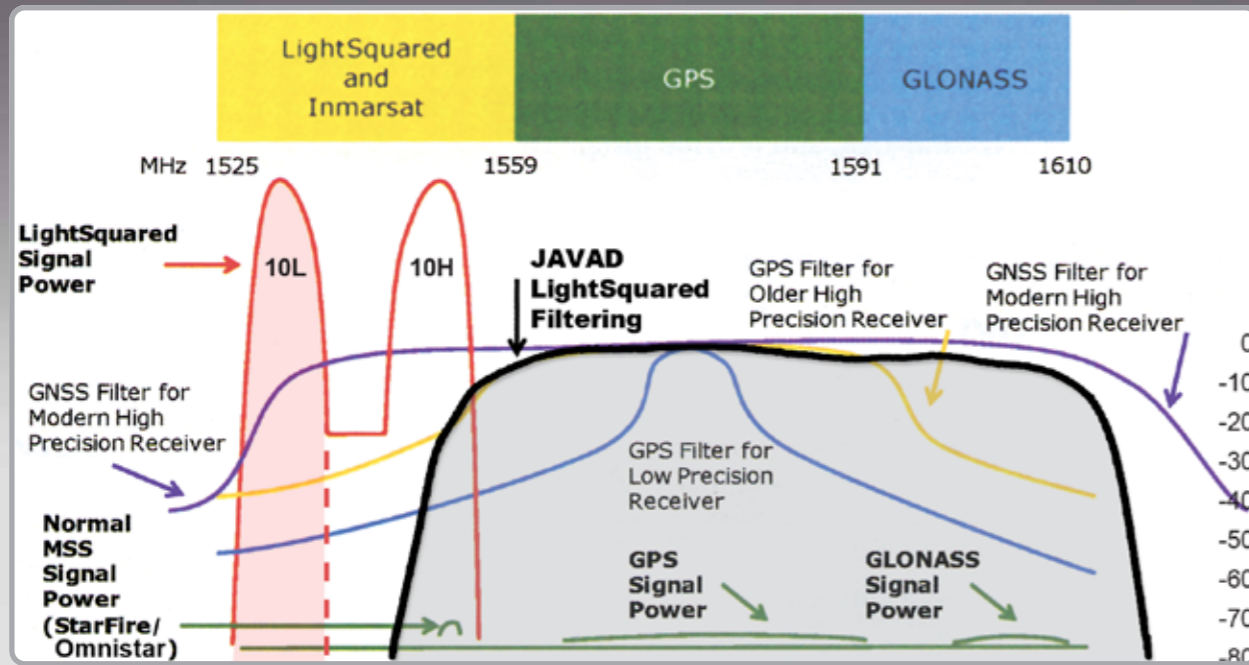 LightSquared
and
Inmarsat
GPS
GLONASS
MHz 1525
1559
1591
1610
LightSquared
Signal
Power
10L
10H
JAVAD
LightSquared
Filtering
GPS Filter for
Older High
Precision Receiver
GNSS Filter for
Modern High
Precision Receiver
GNSS Filter for
Modern High
Precision Receiver
GPS Filter for
Low Precision
Receiver
Normal
MSS
Signal
Power
(StarFire/
Omnistar)
GPS
Signal
Power
GLONASS
Signal
Power
0
-10
-20
-30
-40
-50
-60
-70
-80